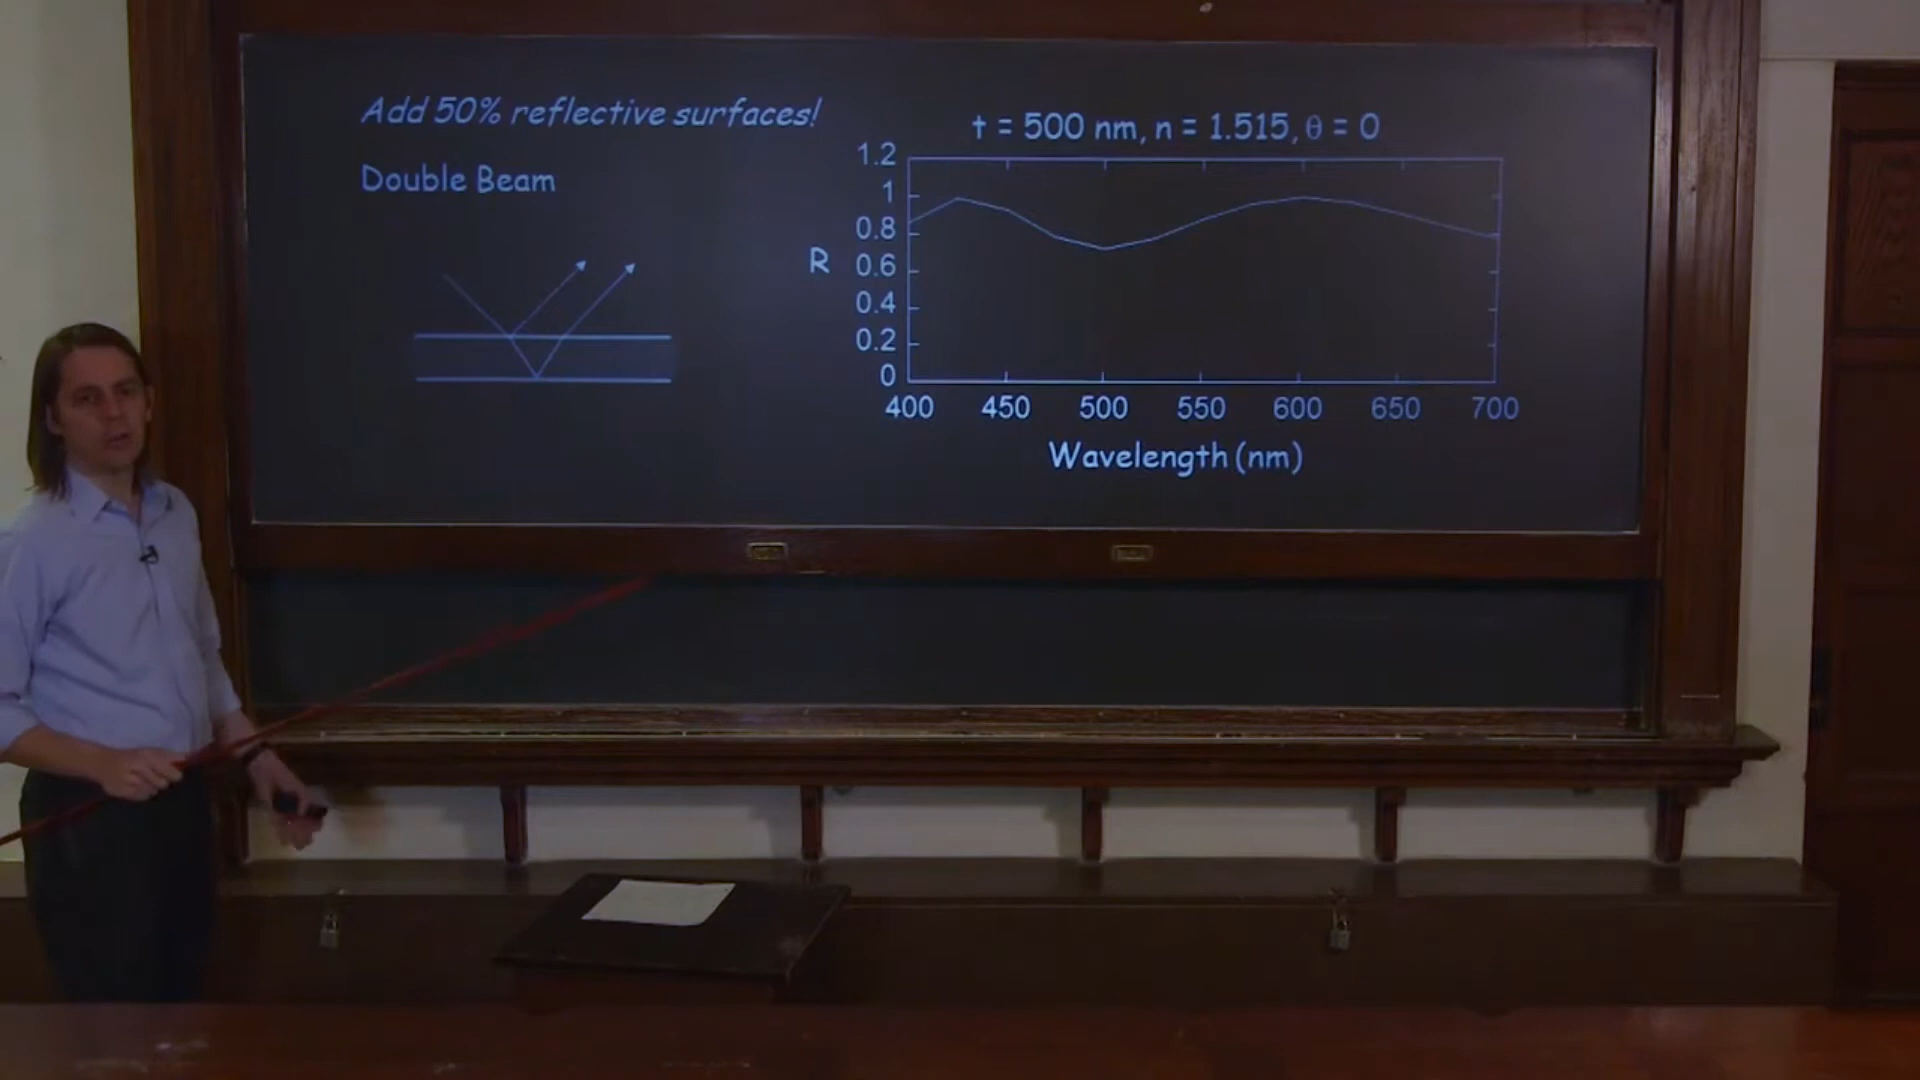 Add 50% reflective surfaces!
Double Beam
t = 500 nm, n = 1.515, θ = 0
1.2
1
0.8
R
0.6
0.4
0.2
0
400 450 500 550 600 650 700
Wavelength (nm)